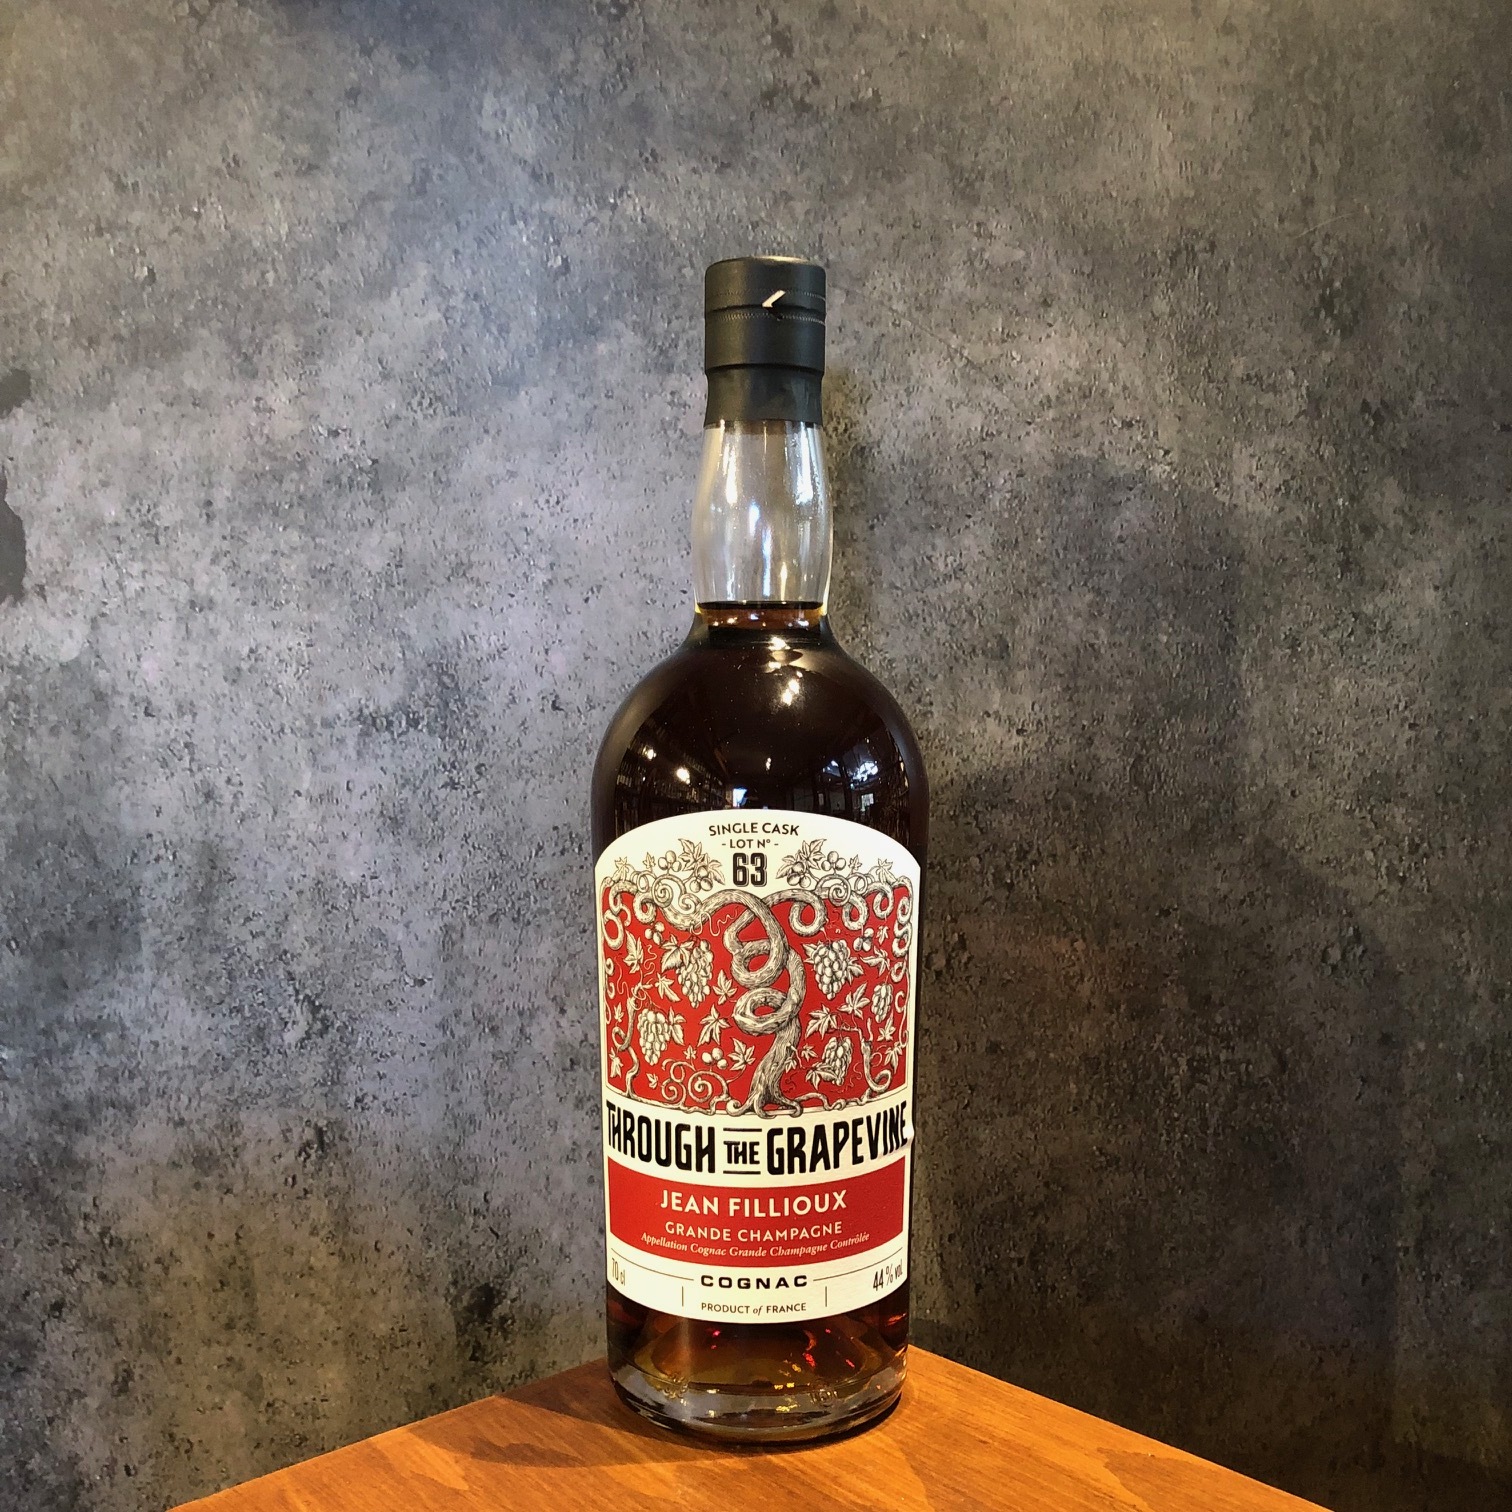 SINGLE CASK
- LOT Nº -
63
THROUGH THE GRAPEVINE
JEAN FILLIOUX
GRANDE CHAMPAGNE
Appellation Cognac Grande Champagne Contrôlée
70 cl COGNAC 44 % vol.
PRODUCT of FRANCE